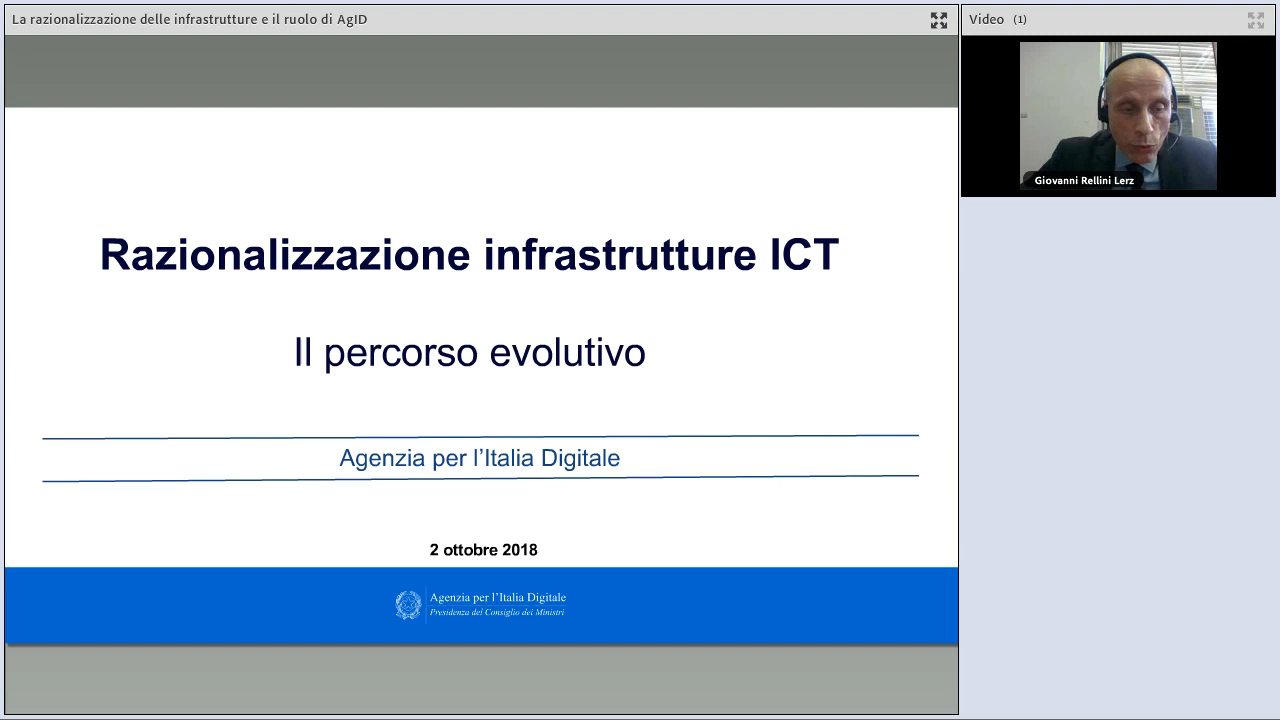 La razionalizzazione delle infrastrutture e il ruolo di AgID
Video (1)
Giovanni Rellini Lerz
Razionalizzazione infrastrutture ICT
Il percorso evolutivo
Agenzia per l’Italia Digitale
2 ottobre 2018
Agenzia per l’Italia Digitale
Presidenza del Consiglio dei Ministri